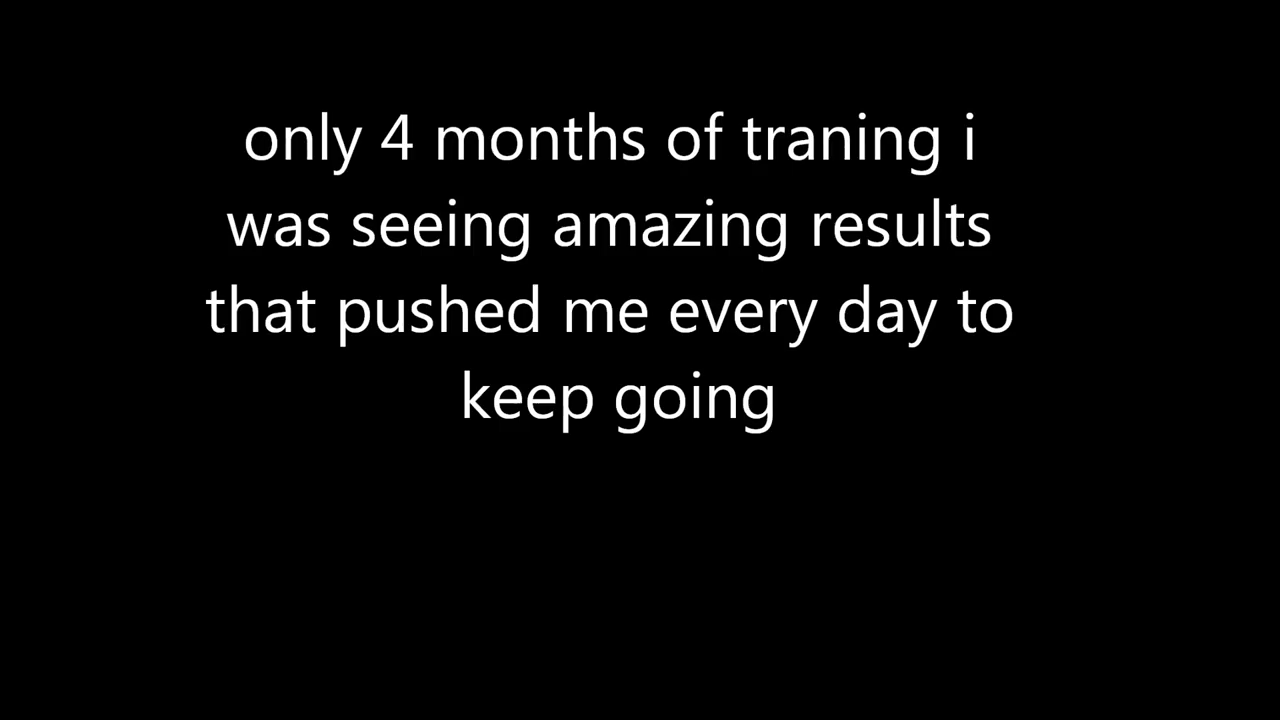 only 4 months of traning i
was seeing amazing results
that pushed me every day to
keep going